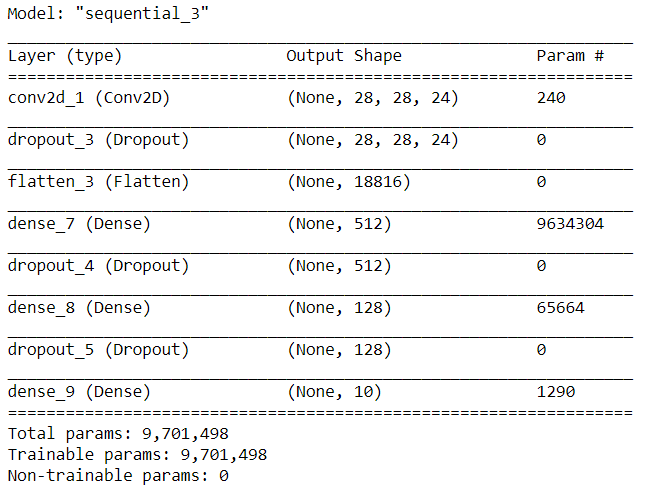 Model: "sequential_3"
Layer (type) Output Shape Param #
conv2d_1 (Conv2D) (None, 28, 28, 24) 240
dropout_3 (Dropout) (None, 28, 28, 24) 0
flatten_3 (Flatten) (None, 18816) 0
dense_7 (Dense) (None, 512) 9634304
dropout_4 (Dropout) (None, 512) 0
dense_8 (Dense) (None, 128) 65664
dropout_5 (Dropout) (None, 128) 0
dense_9 (Dense) (None, 10) 1290
Total params: 9,701,498
Trainable params: 9,701,498
Non-trainable params: 0